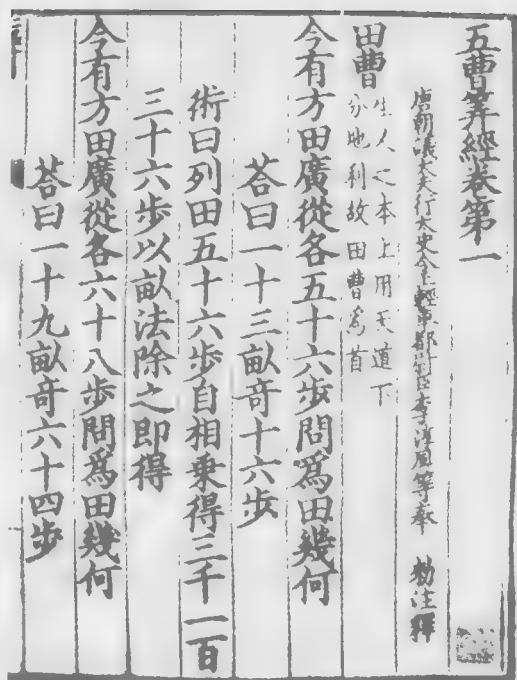 五曹筭經卷第一
唐朝議大夫行太史令上輕車都尉臣李淳風等奉 勑注釋
田曹
生人之本上用天道下
分地利故田曹爲首
今有方田廣從各五十六步問爲田幾何
荅曰一十三畝奇十六步
術曰列田五十六步自相乗得三千一百
三十六步以畝法除之即得
今有方田廣從各六十八步問爲田幾何
荅曰一十九畝奇六十四步